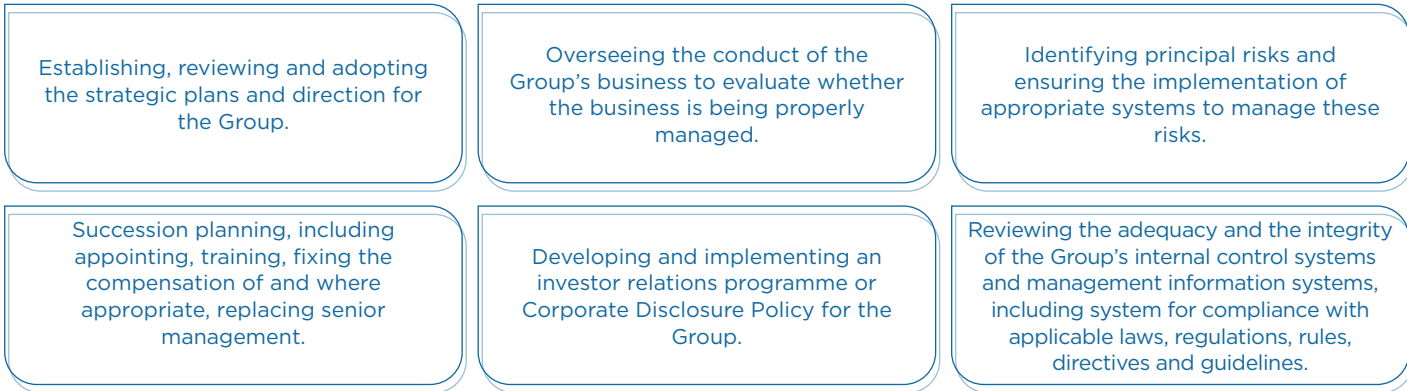 Establishing, reviewing and adopting
the strategic plans and direction for
the Group.
Overseeing the conduct of the
Group’s business to evaluate whether
the business is being properly
managed.
Identifying principal risks and
ensuring the implementation of
appropriate systems to manage these
risks.
Succession planning, including
appointing, training, fixing the
compensation of and where
appropriate, replacing senior
management.
Developing and implementing an
investor relations programme or
Corporate Disclosure Policy for the
Group.
Reviewing the adequacy and the integrity
of the Group’s internal control systems
and management information systems,
including system for compliance with
applicable laws, regulations, rules,
directives and guidelines.